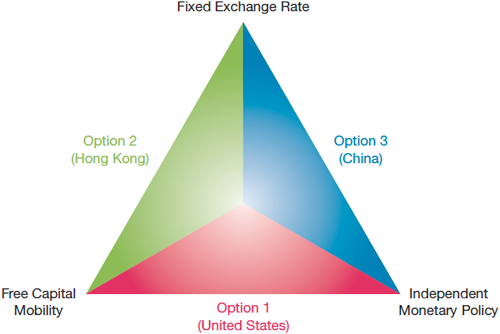 Fixed Exchange Rate
Option 2
(Hong Kong)
Option 3
(China)
Free Capital
Mobility
Option 1
(United States)
Independent
Monetary Policy